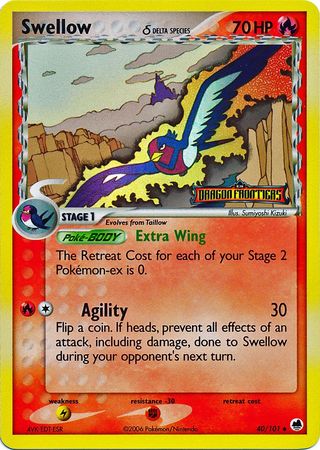 Swellow δ DELTA SPECIES 70 HP
DRAGON FRONTIERS
Illus. Sumiyoshi Kizuki
STAGE 1
Evolves from Taillow
Poké-BODY Extra Wing
The Retreat Cost for each of your Stage 2
Pokémon-ex is 0.
Agility 30
Flip a coin. If heads, prevent all effects of an
attack, including damage, done to Swellow
during your opponent's next turn.
weakness resistance -30 retreat cost
©2006 Pokémon/Nintendo 40/101